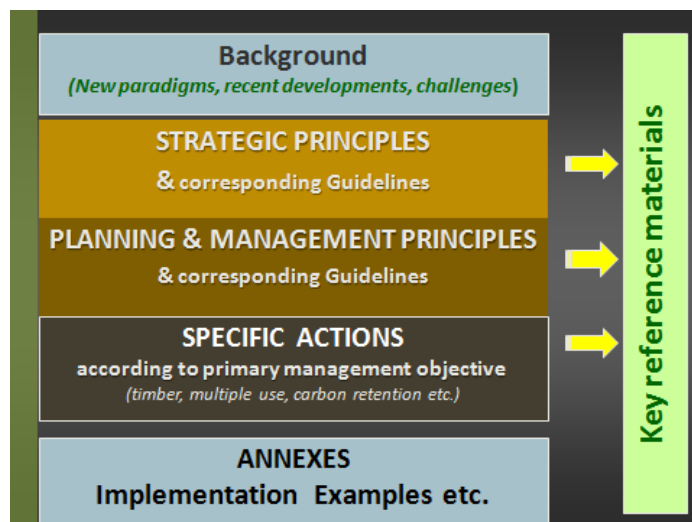 Background
(New paradigms, recent developments, challenges)
STRATEGIC PRINCIPLES
& corresponding Guidelines
PLANNING & MANAGEMENT PRINCIPLES
& corresponding Guidelines
SPECIFIC ACTIONS
according to primary management objective
(timber, multiple use, carbon retention etc.)
ANNEXES
Implementation Examples etc.
Key reference materials